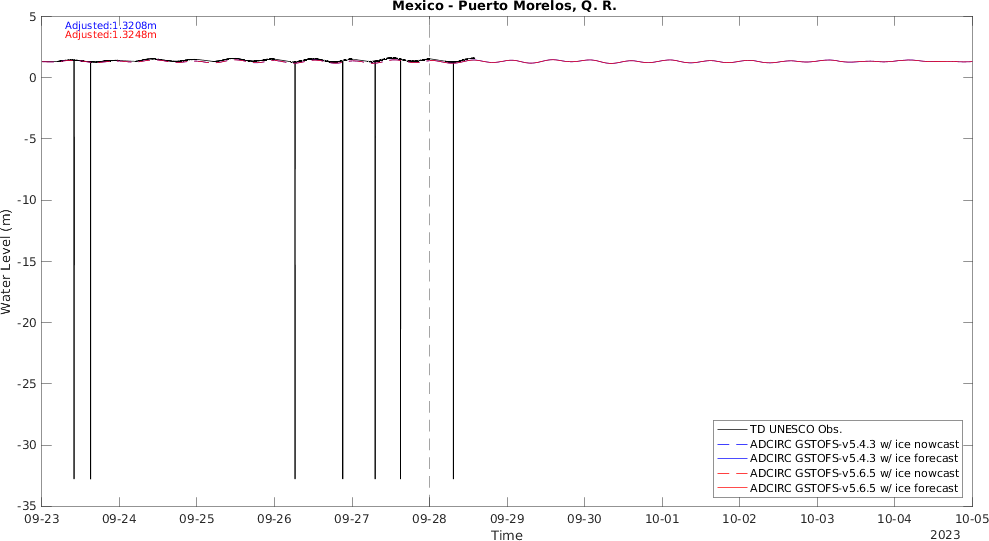 Mexico - Puerto Morelos, Q. R.
Adjusted:1.3208m
Adjusted:1.3248m
5
0
-5
-10
-15
-20
-25
-30
-35
Water Level (m)
TD UNESCO Obs.
ADCIRC GSTOFS-v5.4.3 w/ ice nowcast
ADCIRC GSTOFS-v5.4.3 w/ ice forecast
ADCIRC GSTOFS-v5.6.5 w/ ice nowcast
ADCIRC GSTOFS-v5.6.5 w/ ice forecast
09-23 09-24 09-25 09-26 09-27 09-28 09-29 09-30 10-01 10-02 10-03 10-04 10-05
Time
2023